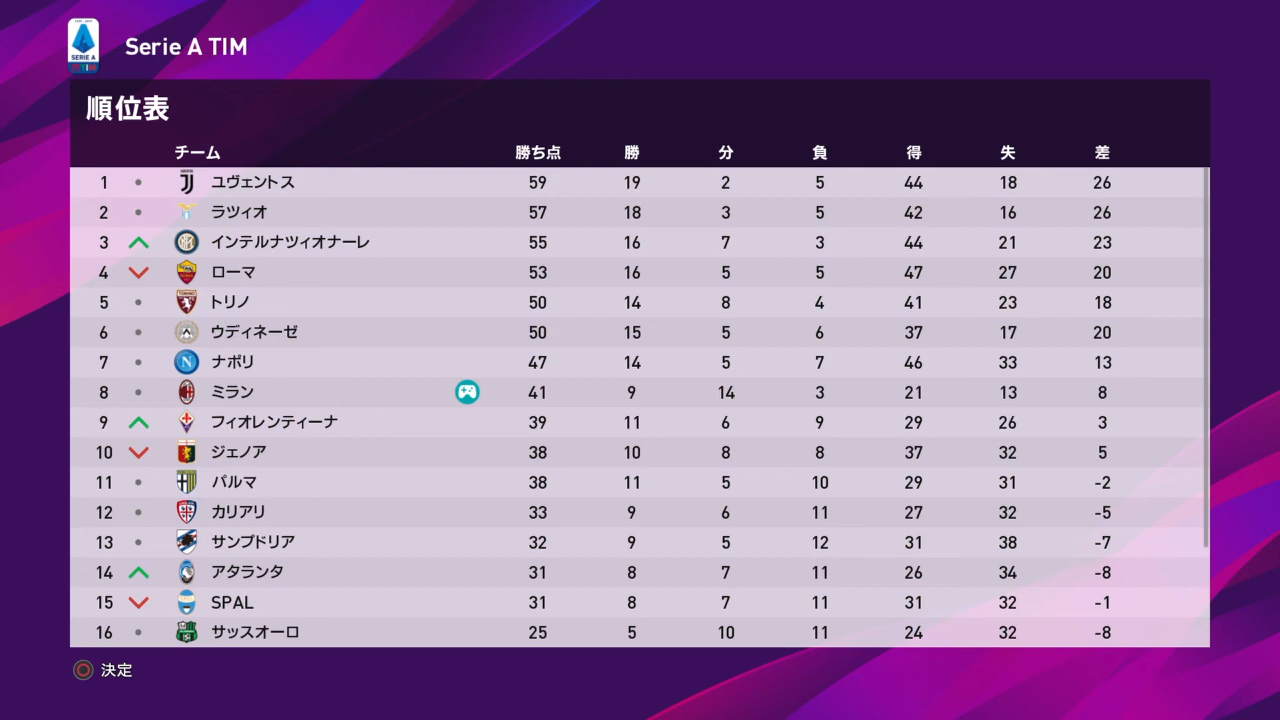 SERIE A
TIM
Serie A TIM
順位表
チーム 勝ち点 勝 分 負 得 失 差
1 ユヴェントス 59 19 2 5 44 18 26
2 ラツィオ 57 18 3 5 42 16 26
3 インテルナツィオナーレ 55 16 7 3 44 21 23
4 ローマ 53 16 5 5 47 27 20
5 トリノ 50 14 8 4 41 23 18
6 ウディネーゼ 50 15 5 6 37 17 20
7 ナポリ 47 14 5 7 46 33 13
8 ミラン 41 9 14 3 21 13 8
9 フィオレンティーナ 39 11 6 9 29 26 3
10 ジェノア 38 10 8 8 37 32 5
11 パルマ 38 11 5 10 29 31 -2
12 カリアリ 33 9 6 11 27 32 -5
13 サンプドリア 32 9 5 12 31 38 -7
14 アタランタ 31 8 7 11 26 34 -8
15 SPAL 31 8 7 11 31 32 -1
16 サッスオーロ 25 5 10 11 24 32 -8
決定